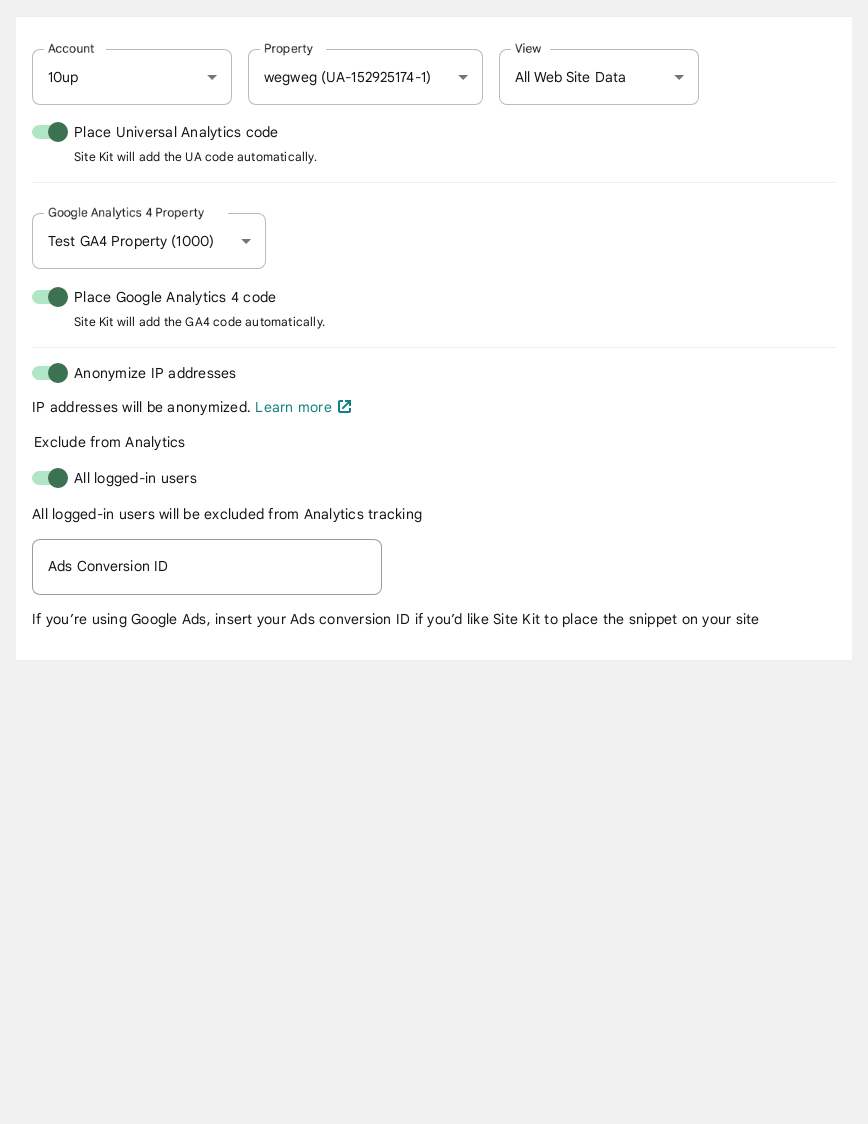 Account Property View
10up wegweg (UA-152925174-1) All Web Site Data
Place Universal Analytics code
Site Kit will add the UA code automatically.
Google Analytics 4 Property
Test GA4 Property (1000)
Place Google Analytics 4 code
Site Kit will add the GA4 code automatically.
Anonymize IP addresses
IP addresses will be anonymized. Learn more
Exclude from Analytics
All logged-in users
All logged-in users will be excluded from Analytics tracking
Ads Conversion ID
If you’re using Google Ads, insert your Ads conversion ID if you’d like Site Kit to place the snippet on your site